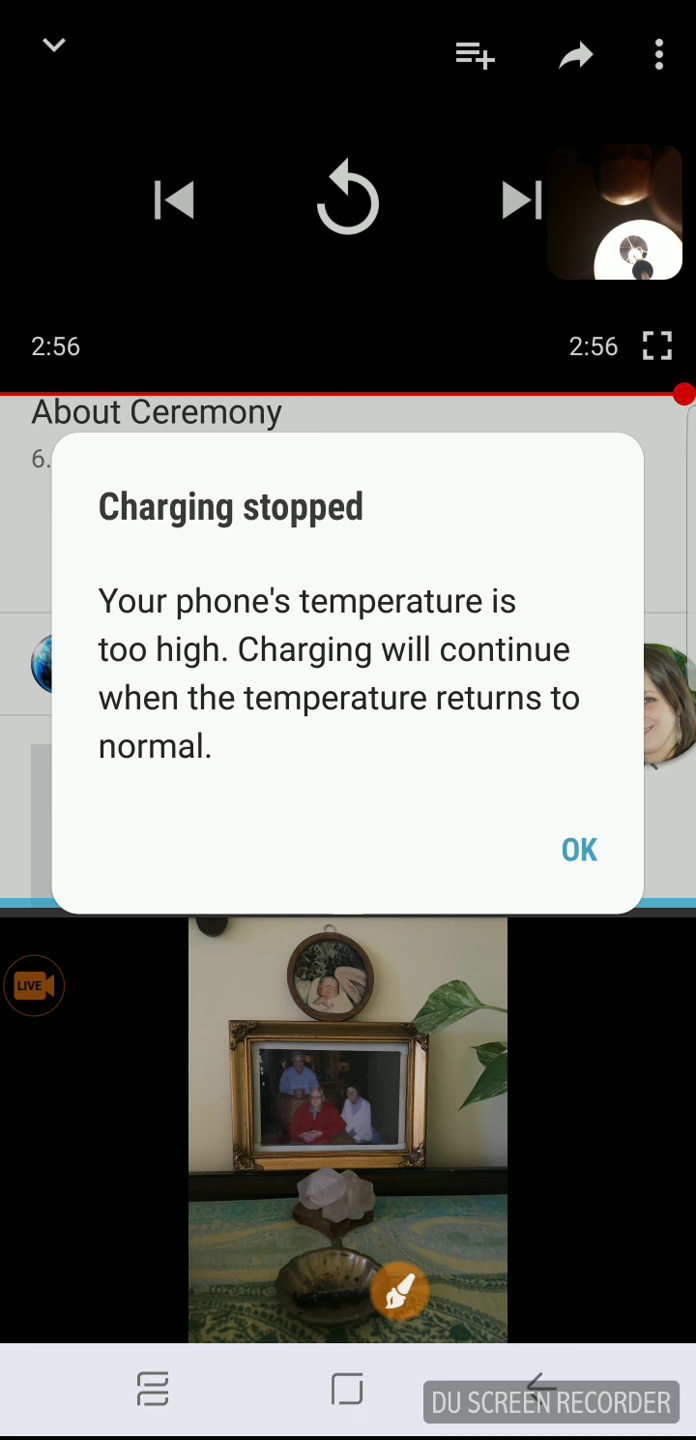 2:56
2:56
About Ceremony
6.
Charging stopped
Your phone's temperature is
too high. Charging will continue
when the temperature returns to
normal.
OK
LIVE
DU SCREEN RECORDER